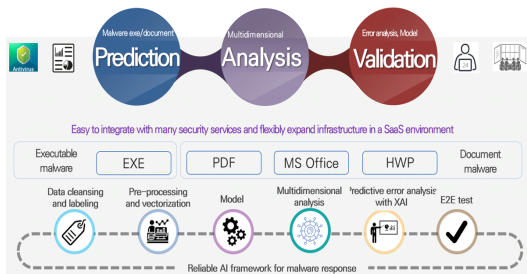 Malware exe/document
Prediction
Multidimensional
Analysis
Error analysis, Model
Validation
Antivirus
24
Easy to integrate with many security services and flexibly expand infrastructure in a SaaS environment
Executable
malware
EXE
PDF
MS Office
HWP
Document
malware
Data cleansing
and labeling
Pre-processing
and vectorization
Model
Multidimensional
analysis
Predictive error analysis
with XAI
E2E test
Reliable AI framework for malware response